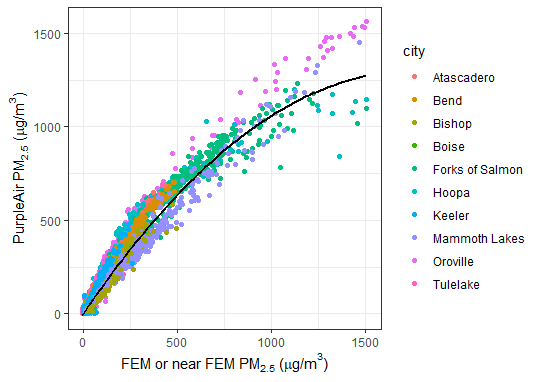 1500
1000
500
0
PurpleAir PM2.5 (μg/m3)
0
500
1000
1500
FEM or near FEM PM2.5 (μg/m3)
city
Atascadero
Bend
Bishop
Boise
Forks of Salmon
Hoopa
Keeler
Mammoth Lakes
Oroville
Tulelake